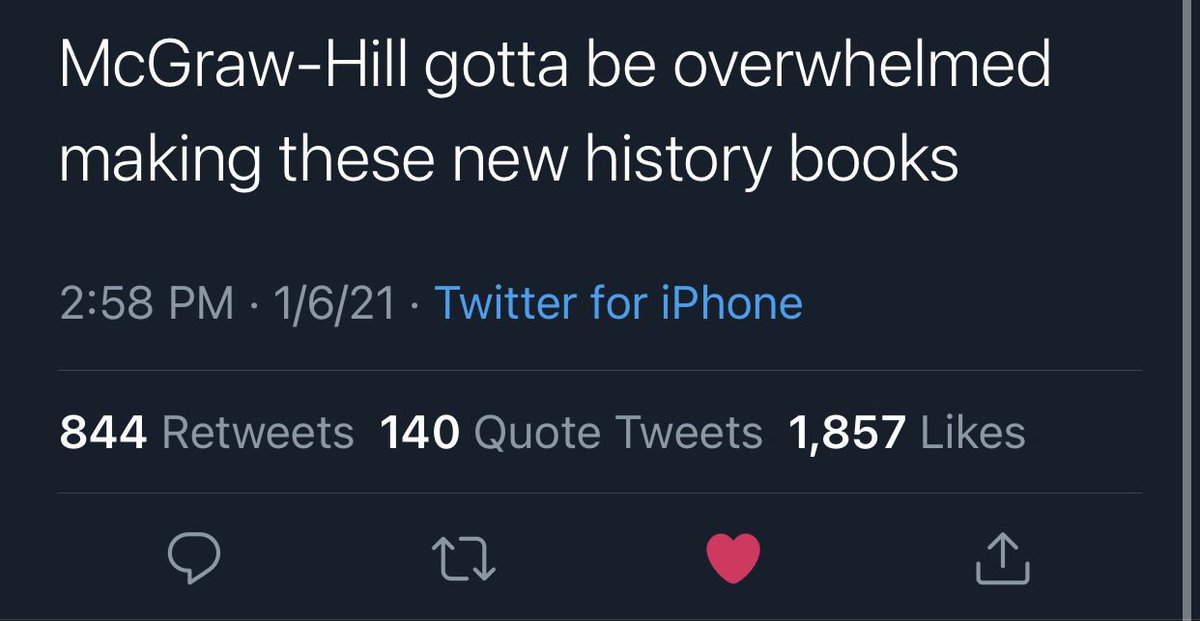 McGraw-Hill gotta be overwhelmed
making these new history books
2:58 PM · 1/6/21 · Twitter for iPhone
844 Retweets 140 Quote Tweets 1,857 Likes